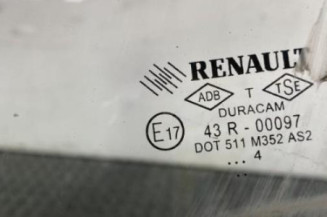 RENAULT
ADB T TSE
DURACAM
E17 43 R - 00097
DOT 511 M352 AS2
... 4